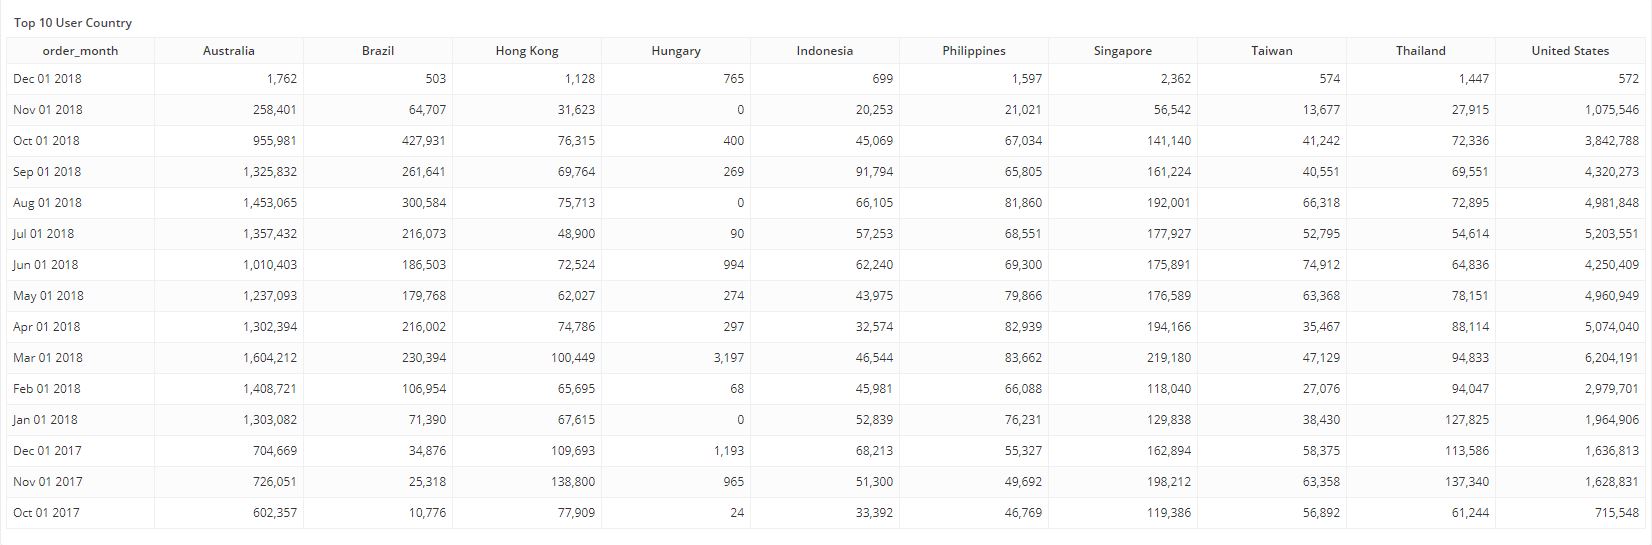 Top 10 User Country
order_month Australia Brazil Hong Kong Hungary Indonesia Philippines Singapore Taiwan Thailand United States
Dec 01 2018 1,762 503 1,128 765 699 1,597 2,362 574 1,447 572
Nov 01 2018 258,401 64,707 31,623 0 20,253 21,021 56,542 13,677 27,915 1,075,546
Oct 01 2018 955,981 427,931 76,315 400 45,069 67,034 141,140 41,242 72,336 3,842,788
Sep 01 2018 1,325,832 261,641 69,764 269 91,794 65,805 161,224 40,551 69,551 4,320,273
Aug 01 2018 1,453,065 300,584 75,713 0 66,105 81,860 192,001 66,318 72,895 4,981,848
Jul 01 2018 1,357,432 216,073 48,900 90 57,253 68,551 177,927 52,795 54,614 5,203,551
Jun 01 2018 1,010,403 186,503 72,524 994 62,240 69,300 175,891 74,912 64,836 4,250,409
May 01 2018 1,237,093 179,768 62,027 274 43,975 79,866 176,589 63,368 78,151 4,960,949
Apr 01 2018 1,302,394 216,002 74,786 297 32,574 82,939 194,166 35,467 88,114 5,074,040
Mar 01 2018 1,604,212 230,394 100,449 3,197 46,544 83,662 219,180 47,129 94,833 6,204,191
Feb 01 2018 1,408,721 106,954 65,695 68 45,981 66,088 118,040 27,076 94,047 2,979,701
Jan 01 2018 1,303,082 71,390 67,615 0 52,839 76,231 129,838 38,430 127,825 1,964,906
Dec 01 2017 704,669 34,876 109,693 1,193 68,213 55,327 162,894 58,375 113,586 1,636,813
Nov 01 2017 726,051 25,318 138,800 965 51,300 49,692 198,212 63,358 137,340 1,628,831
Oct 01 2017 602,357 10,776 77,909 24 33,392 46,769 119,386 56,892 61,244 715,548